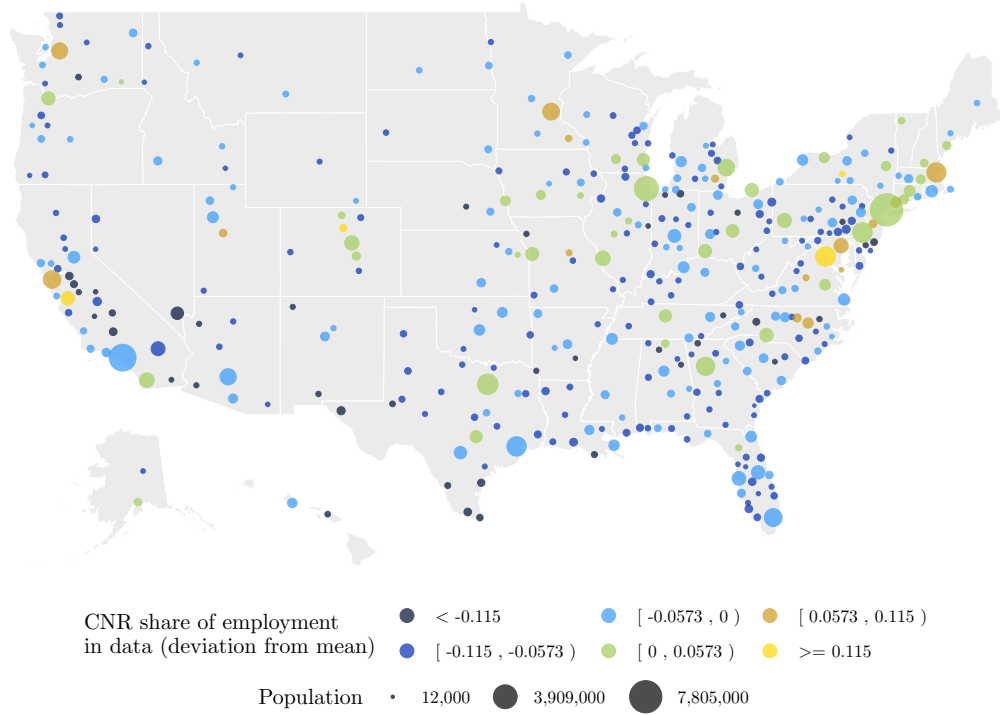 CNR share of employment
in data (deviation from mean)
< -0.115
[ -0.0573 , 0 )
[ 0.0573 , 0.115 )
[ -0.115 , -0.0573 )
[ 0 , 0.0573 )
>= 0.115
Population
12,000
3,909,000
7,805,000